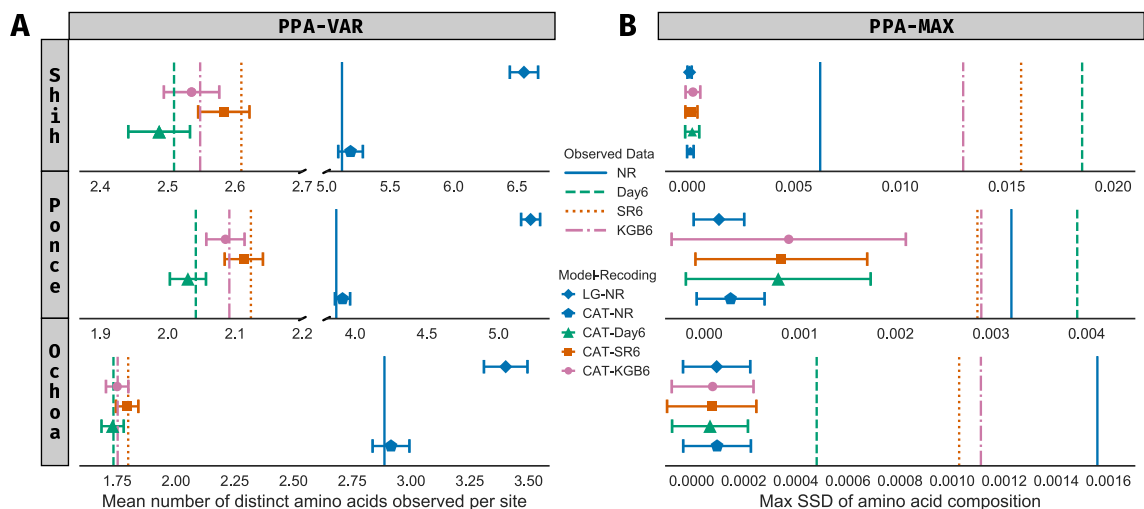 A
PPA-VAR
B
PPA-MAX
Shih
2.4 2.5 2.6 2.7 5.0 5.5 6.0 6.5
0.000 0.005 0.010 0.015 0.020
Observed Data
NR
Day6
SR6
KGB6
Ponce
1.9 2.0 2.1 2.2 4.0 4.5 5.0
0.000 0.001 0.002 0.003 0.004
Model-Recoding
LG-NR
CAT-NR
CAT-Day6
CAT-SR6
CAT-KGB6
Ochoa
1.75 2.00 2.25 2.50 2.75 3.00 3.25 3.50
0.0000 0.0002 0.0004 0.0006 0.0008 0.0010 0.0012 0.0014 0.0016
Mean number of distinct amino acids observed per site
Max SSD of amino acid composition